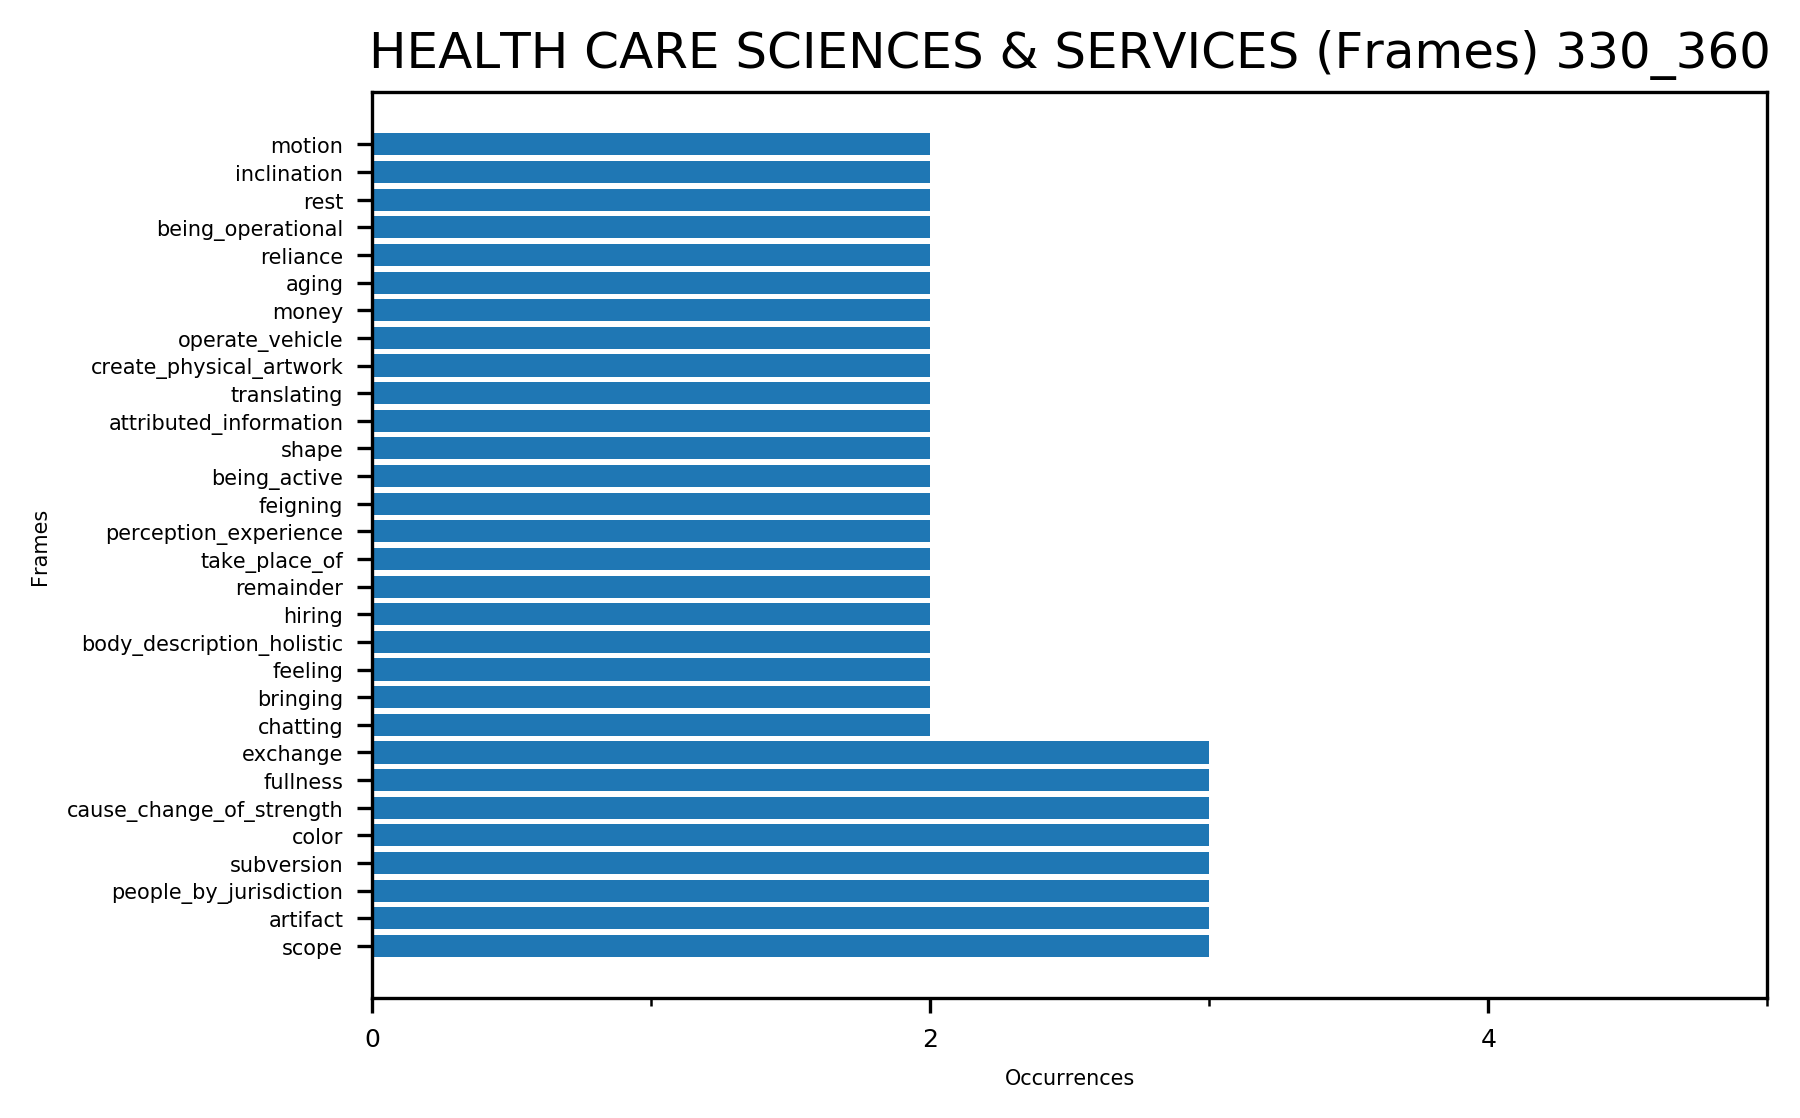 HEALTH CARE SCIENCES & SERVICES (Frames) 330_360
motion
inclination
rest
being_operational
reliance
aging
money
operate_vehicle
create_physical_artwork
translating
attributed_information
shape
being_active
feigning
perception_experience
take_place_of
remainder
hiring
body_description_holistic
feeling
bringing
chatting
exchange
fullness
cause_change_of_strength
color
subversion
people_by_jurisdiction
artifact
scope
Frames
0 2 4
Occurrences